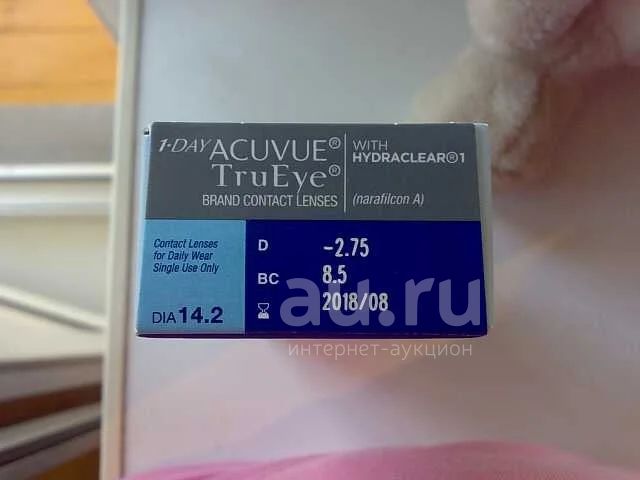 1-DAY ACUVUE®
TruEye®
BRAND CONTACT LENSES
WITH
HYDRACLEAR®1
(narafilcon A)
Contact Lenses
for Daily Wear
Single Use Only
DIA 14.2
D -2.75
BC 8.5
2018/08
au.ru
интернет-аукцион